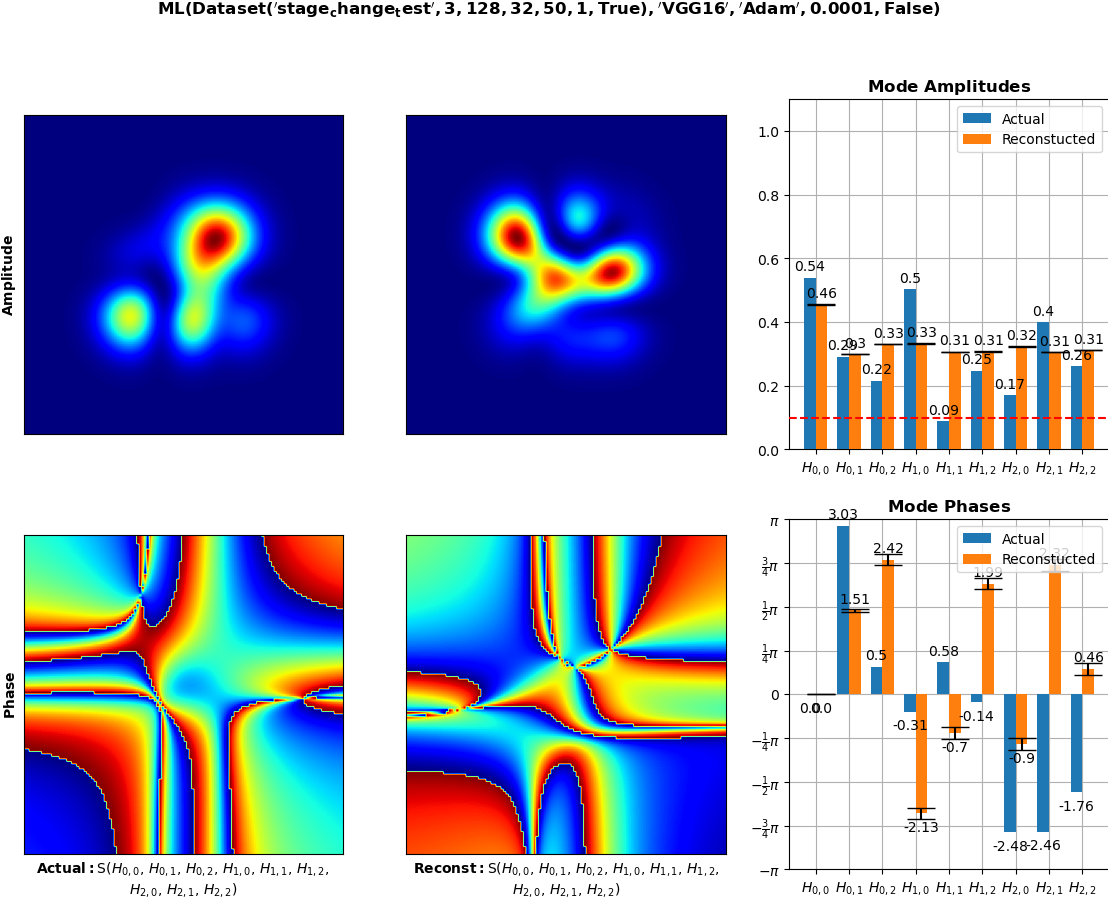 ML(Dataset('stage_change_test', 3, 128, 32, 50, 1, True), 'VGG16', 'Adam', 0.0001, False)
Amplitude
Mode Amplitudes
Actual
Reconstucted
1.0
0.8
0.6
0.4
0.2
0.0
0.54
0.46
0.29
0.3
0.22
0.33
0.5
0.33
0.09
0.31
0.25
0.31
0.17
0.32
0.4
0.31
0.26
0.31
H0,0 H0,1 H0,2 H1,0 H1,1 H1,2 H2,0 H2,1 H2,2
Phase
Actual: S(H0,0, H0,1, H0,2, H1,0, H1,1, H1,2,
H2,0, H2,1, H2,2)
Reconst: S(H0,0, H0,1, H0,2, H1,0, H1,1, H1,2,
H2,0, H2,1, H2,2)
Mode Phases
Actual
Reconstucted
π
3/4π
1/2π
1/4π
0
−1/4π
−1/2π
−3/4π
−π
0.0
0.0
3.03
1.51
0.5
2.42
-0.31
-2.13
0.58
-0.7
-0.14
1.99
-2.48
-0.9
-2.46
2.32
-1.76
0.46
H0,0 H0,1 H0,2 H1,0 H1,1 H1,2 H2,0 H2,1 H2,2